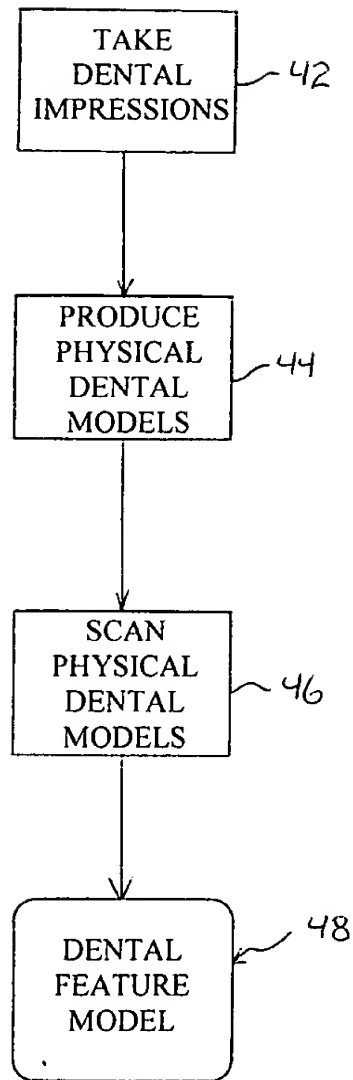 TAKE
DENTAL
IMPRESSIONS
42
PRODUCE
PHYSICAL
DENTAL
MODELS
44
SCAN
PHYSICAL
DENTAL
MODELS
46
DENTAL
FEATURE
MODEL
48